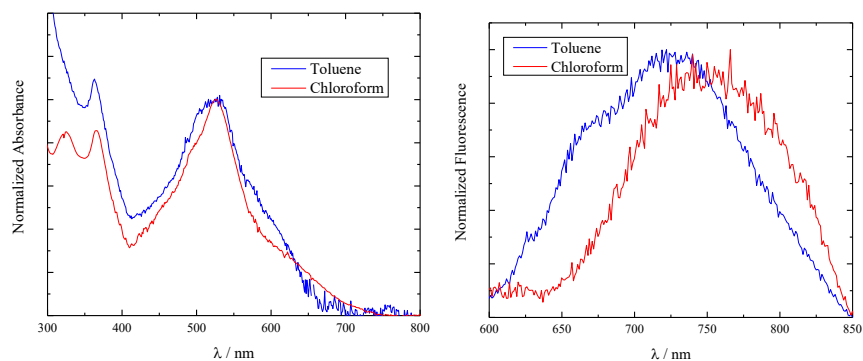 Normalized Absorbance
Toluene
Chloroform
300 400 500 600 700 800
λ / nm
Normalized Fluorescence
Toluene
Chloroform
600 650 700 750 800 850
λ / nm